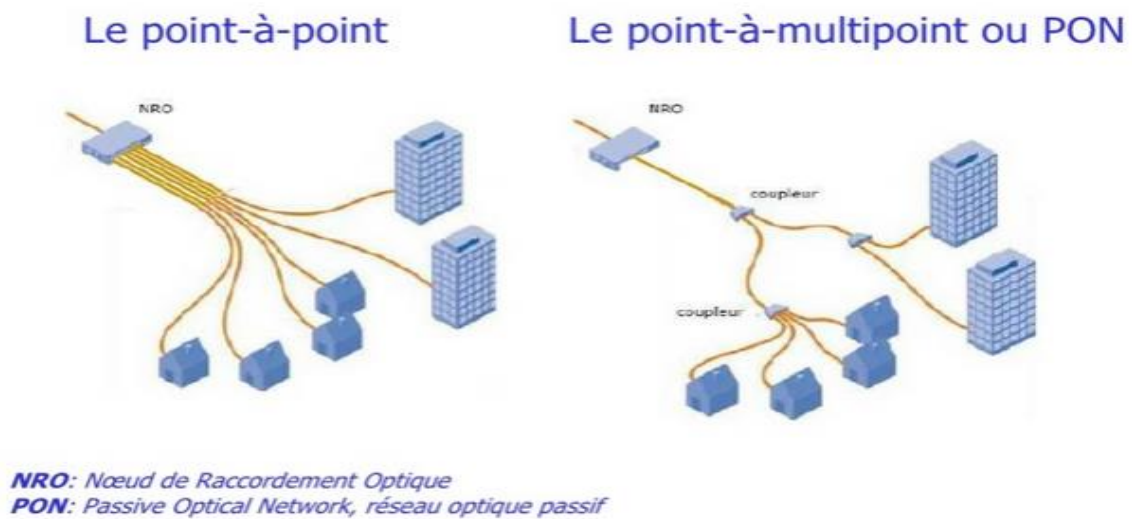 Le point-à-point
Le point-à-multipoint ou PON
NRO
NRO
coupleur
coupleur
NRO: Nœud de Raccordement Optique
PON: Passive Optical Network, réseau optique passif